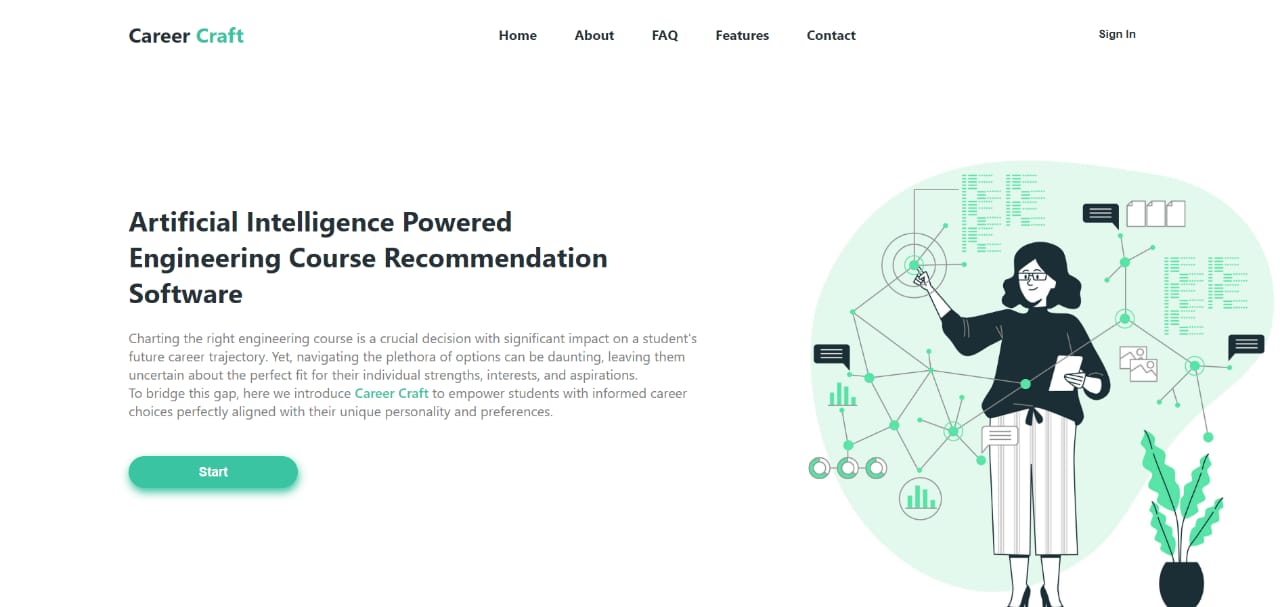 Career Craft
Home About FAQ Features Contact
Sign In
Artificial Intelligence Powered
Engineering Course Recommendation
Software
Charting the right engineering course is a crucial decision with significant impact on a student's
future career trajectory. Yet, navigating the plethora of options can be daunting, leaving them
uncertain about the perfect fit for their individual strengths, interests, and aspirations.
To bridge this gap, here we introduce Career Craft to empower students with informed career
choices perfectly aligned with their unique personality and preferences.
Start